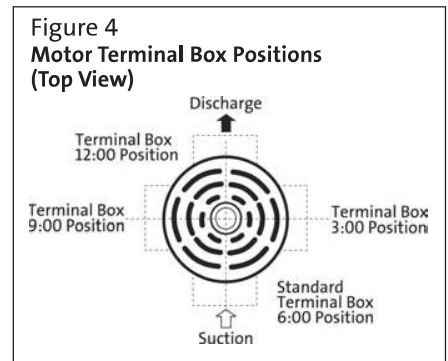 Figure 4
Motor Terminal Box Positions
(Top View)
Discharge
Terminal Box
12:00 Position
Terminal Box
9:00 Position
Terminal Box
3:00 Position
Standard
Terminal Box
6:00 Position
Suction